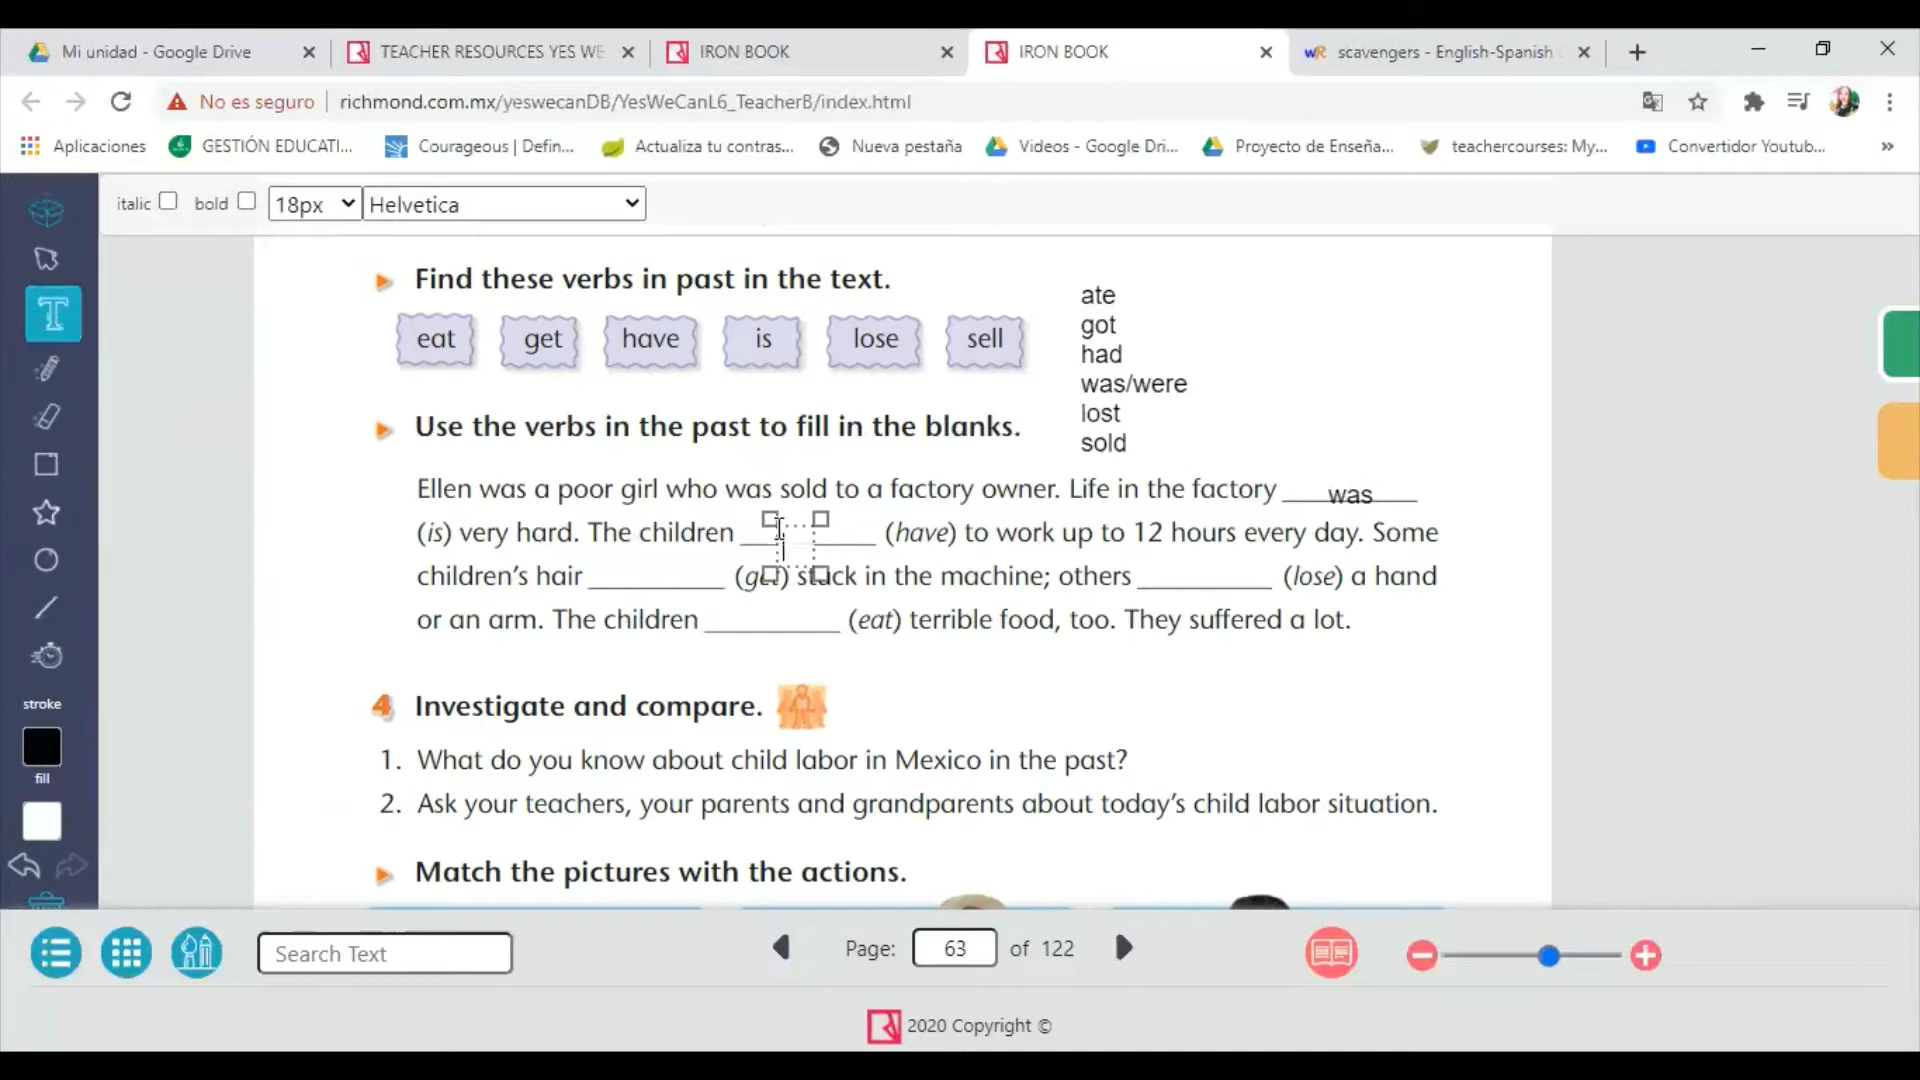 Mi unidad - Google Drive
TEACHER RESOURCES YES WE
IRON BOOK
IRON BOOK
scavengers - English-Spanish
No es seguro
richmond.com.mx/yeswecanDB/YesWeCanL6_TeacherB/index.html
Aplicaciones
GESTIÓN EDUCATI...
Courageous | Defin...
Actualiza tu contras...
Nueva pestaña
Videos - Google Dri...
Proyecto de Enseña...
teachercourses: My...
Convertidor Youtub...
italic
bold
18px
Helvetica
Find these verbs in past in the text.
eat
get
have
is
lose
sell
ate
got
had
was/were
lost
sold
Use the verbs in the past to fill in the blanks.
Ellen was a poor girl who was sold to a factory owner. Life in the factory was
(is) very hard. The children __________ (have) to work up to 12 hours every day. Some
children's hair __________ (get) stuck in the machine; others __________ (lose) a hand
or an arm. The children __________ (eat) terrible food, too. They suffered a lot.
4 Investigate and compare.
1. What do you know about child labor in Mexico in the past?
2. Ask your teachers, your parents and grandparents about today's child labor situation.
Match the pictures with the actions.
stroke
fill
Search Text
Page: 63 of 122
2020 Copyright ©